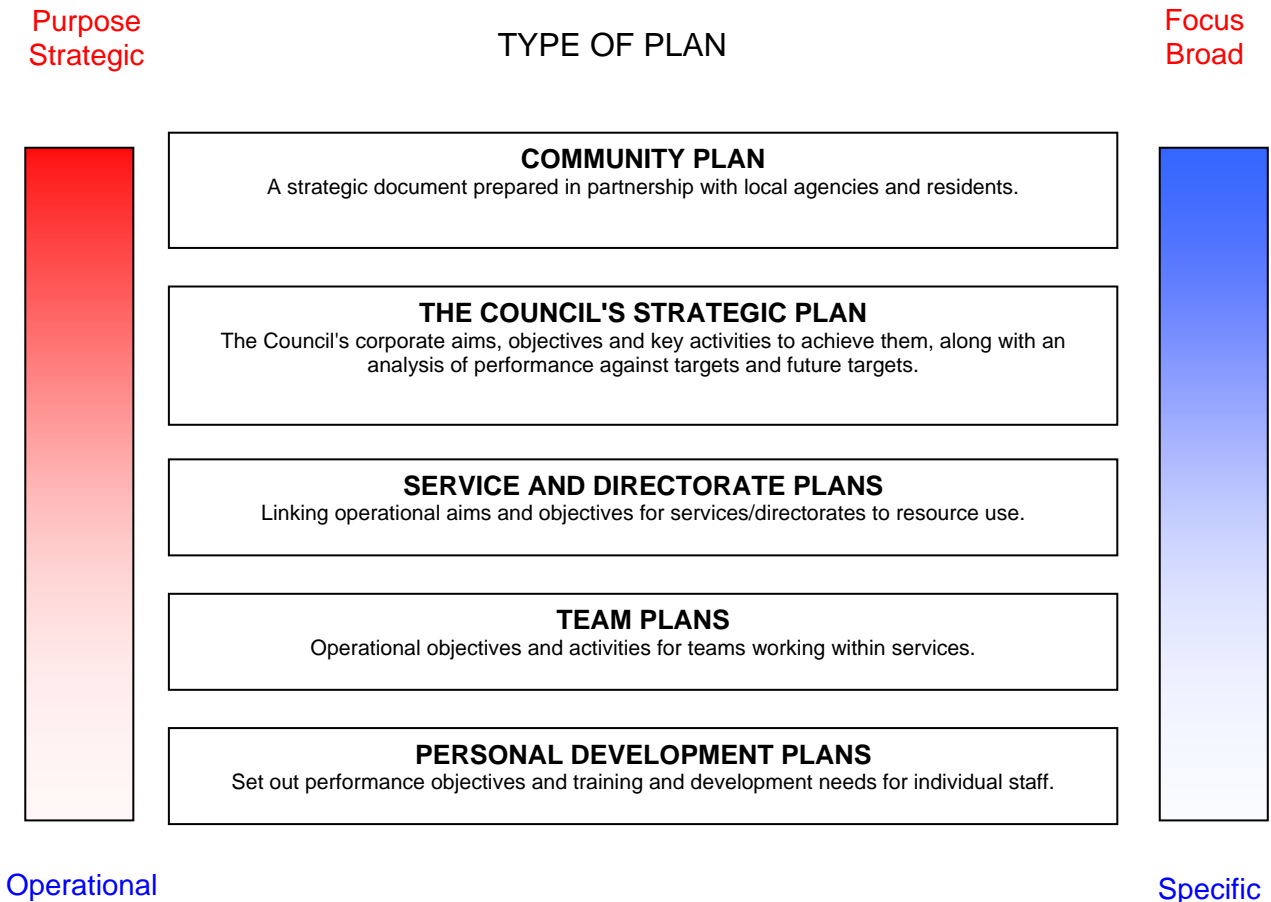 Purpose
Strategic
TYPE OF PLAN
Focus
Broad
COMMUNITY PLAN
A strategic document prepared in partnership with local agencies and residents.
THE COUNCIL'S STRATEGIC PLAN
The Council's corporate aims, objectives and key activities to achieve them, along with an
analysis of performance against targets and future targets.
SERVICE AND DIRECTORATE PLANS
Linking operational aims and objectives for services/directorates to resource use.
TEAM PLANS
Operational objectives and activities for teams working within services.
PERSONAL DEVELOPMENT PLANS
Set out performance objectives and training and development needs for individual staff.
Operational
Specific